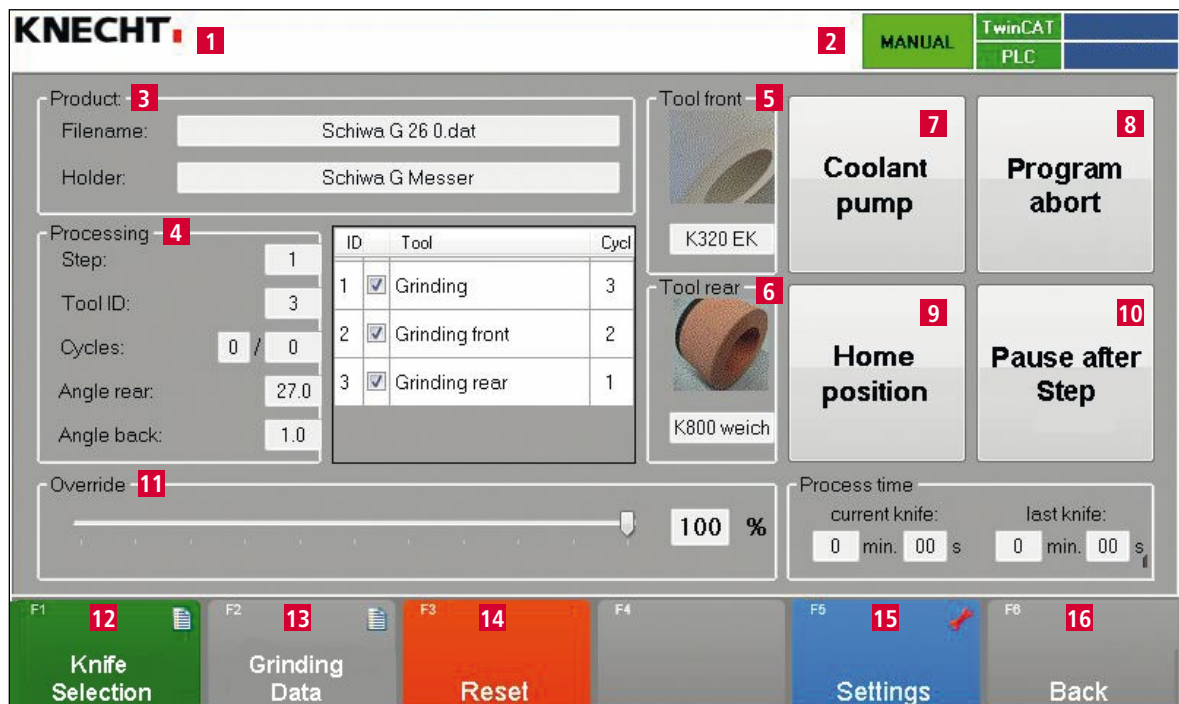 KNECHT
1
2
MANUAL
TwinCAT
PLC
Product: 3
Filename: Schiwa G 26 0.dat
Holder: Schiwa G Messer
Processing 4
Step: 1
Tool ID: 3
Cycles: 0 / 0
Angle rear: 27.0
Angle back: 1.0
ID Tool Cycl
1 Grinding 3
2 Grinding front 2
3 Grinding rear 1
Tool front 5
K320 EK
Tool rear 6
K800 weich
7
Coolant
pump
8
Program
abort
9
Home
position
10
Pause after
Step
Override 11
100 %
Process time
current knife: last knife:
0 min. 00 s 0 min. 00 s
F1 12
Knife
Selection
F2 13
Grinding
Data
F3 14
Reset
F4
F5 15
Settings
F6 16
Back